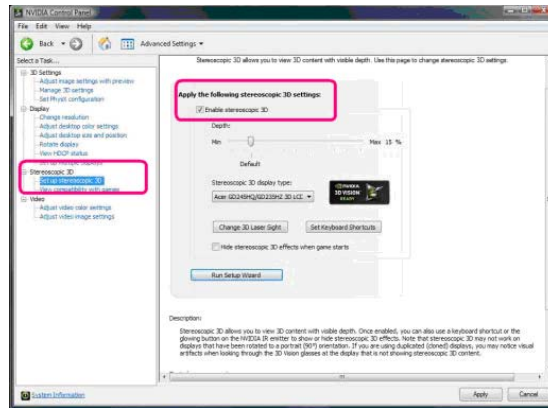 NVIDIA Control Panel
File Edit View Help
Back Advanced Settings
Select a Task...
3D Settings
Adjust image settings with preview
Manage 3D settings
Set PhysX configuration
Display
Change resolution
Adjust desktop color settings
Adjust desktop size and position
Rotate display
View HDCP status
Set up multiple displays
Stereoscopic 3D
Set up stereoscopic 3D
View compatibility with games
Video
Adjust video color settings
Adjust video image settings
System Information
Stereoscopic 3D allows you to view 3D content with visible depth. Use this page to change stereoscopic 3D settings.
Apply the following stereoscopic 3D settings:
Enable stereoscopic 3D
Depth:
Min Max 15 %
Default
Stereoscopic 3D display type:
Acer GD245HQ/GD235HZ 3D LCD
NVIDIA
3D VISION
READY
Change 3D Laser Sight Set Keyboard Shortcuts
Hide stereoscopic 3D effects when game starts
Run Setup Wizard
Description:
Stereoscopic 3D allows you to view 3D content with visible depth. Once enabled, you can also use a keyboard shortcut or the
glowing button on the NVIDIA IR emitter to show or hide stereoscopic 3D effects. Note that stereoscopic 3D may not work on
displays that have been rotated to a portrait (90°) orientation. If you are using duplicated (cloned) displays, you may notice visual
artifacts when looking through the 3D Vision glasses at the display that is not showing stereoscopic 3D content.
Apply Cancel